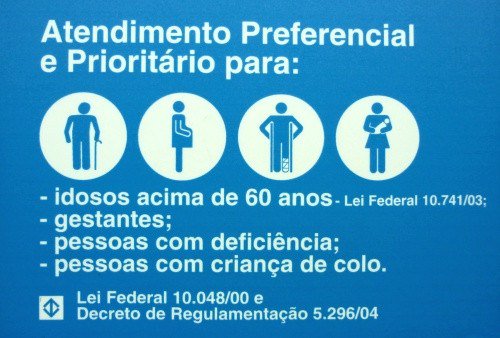 Atendimento Preferencial
e Prioritário para:
- idosos acima de 60 anos - Lei Federal 10.741/03;
- gestantes;
- pessoas com deficiência;
- pessoas com criança de colo.
Lei Federal 10.048/00 e
Decreto de Regulamentação 5.296/04